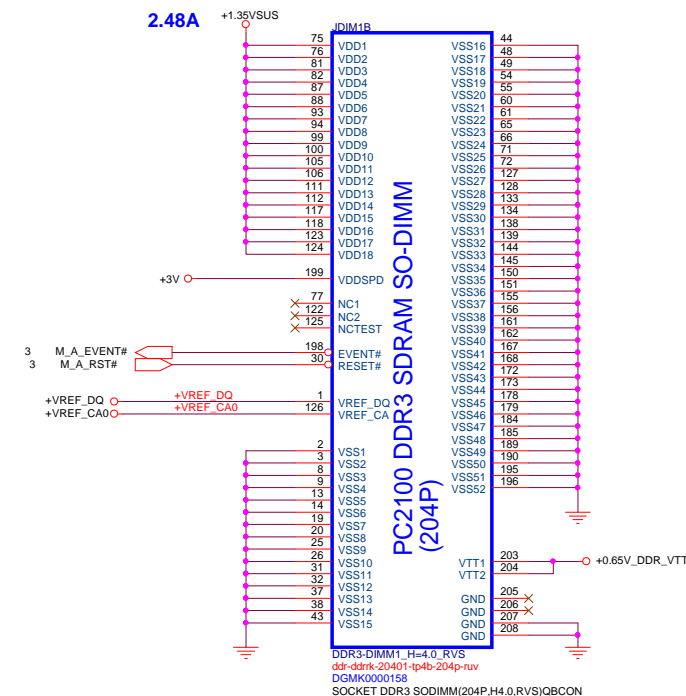 2.48A
+1.35VSUS
JDIM1B
75 VDD1 VSS16 44
76 VDD2 VSS17 48
81 VDD3 VSS18 49
82 VDD4 VSS19 54
87 VDD5 VSS20 55
88 VDD6 VSS21 60
93 VDD7 VSS22 61
94 VDD8 VSS23 65
99 VDD9 VSS24 66
100 VDD10 VSS25 71
105 VDD11 VSS26 72
106 VDD12 VSS27 127
111 VDD13 VSS28 128
112 VDD14 VSS29 133
117 VDD15 VSS30 134
118 VDD16 VSS31 138
123 VDD17 VSS32 139
124 VDD18 VSS33 144
VSS34 145
+3V 199 VDDSPD VSS35 150
VSS36 151
77 NC1 VSS37 155
122 NC2 VSS38 156
125 NCTEST VSS39 161
VSS40 162
3 M_A_EVENT# 198 EVENT# VSS41 167
3 M_A_RST# 30 RESET# VSS42 168
VSS43 172
VSS44 173
+VREF_DQ +VREF_DQ 1 VREF_DQ VSS45 178
+VREF_CA0 +VREF_CA0 126 VREF_CA VSS46 179
VSS47 184
VSS48 185
2 VSS1 VSS49 189
3 VSS2 VSS50 190
8 VSS3 VSS51 195
9 VSS4 VSS52 196
13 VSS5
14 VSS6
19 VSS7
20 VSS8
25 VSS9
26 VSS10 VTT1 203 +0.65V_DDR_VTT
31 VSS11 VTT2 204
32 VSS12
37 VSS13 GND 205
38 VSS14 GND 206
43 VSS15 GND 207
GND 208
PC2100 DDR3 SDRAM SO-DIMM
(204P)
DDR3-DIMM1_H=4.0_RVS
ddr-ddrrk-20401-tp4b-204p-ruv
DGMK0000158
SOCKET DDR3 SODIMM(204P,H4.0,RVS)QBCON